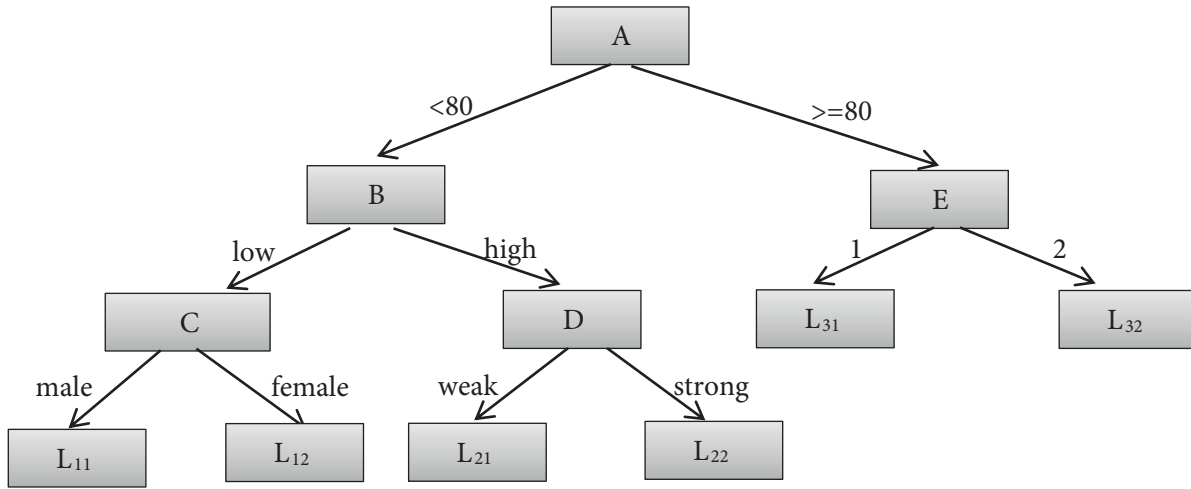 A
<80
>=80
B
E
low
high
1
2
C
D
L₃₁
L₃₂
male
female
weak
strong
L₁₁
L₁₂
L₂₁
L₂₂